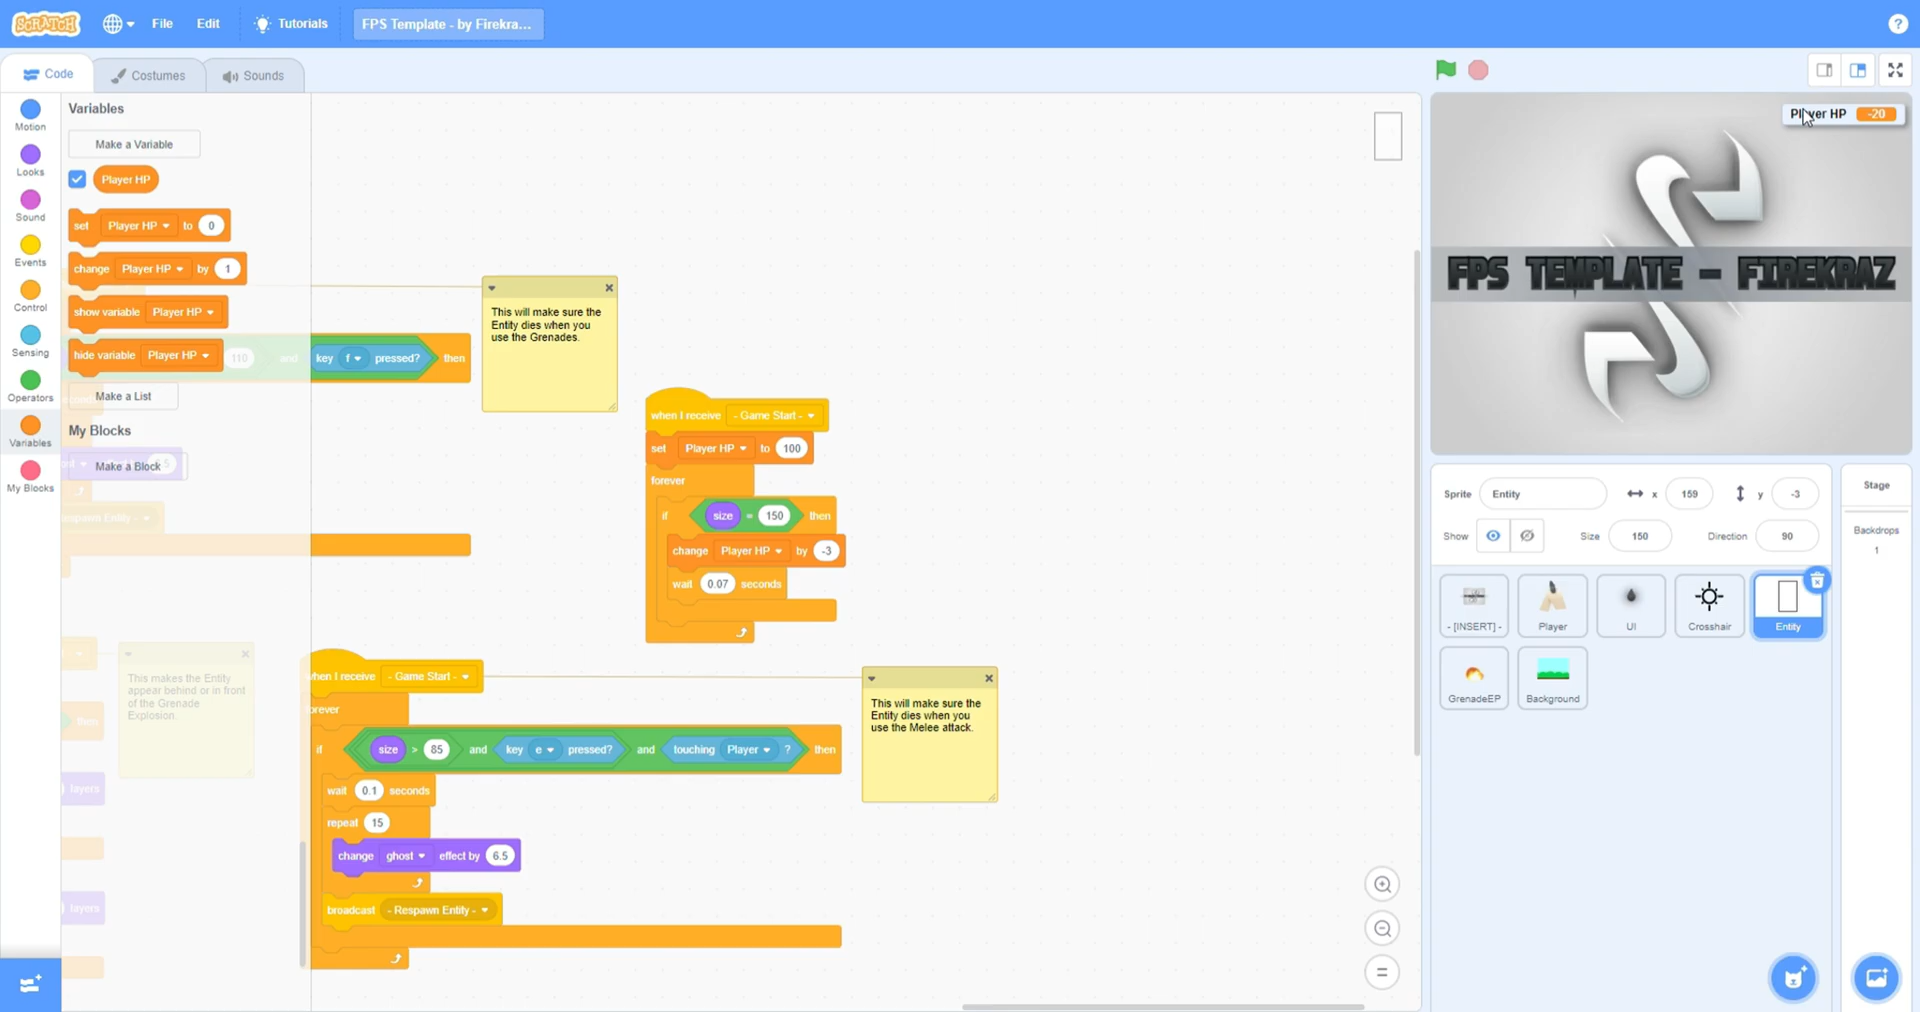 SCRATCH
File
Edit
Tutorials
FPS Template - by Firekra...
?
Code
Costumes
Sounds
Motion
Looks
Sound
Events
Control
Sensing
Operators
Variables
My Blocks
Variables
Make a Variable
Player HP
set Player HP to 0
change Player HP by 1
show variable Player HP
hide variable Player HP
Make a List
My Blocks
Make a Block
110 and key f pressed? then
This will make sure the
Entity dies when you
use the Grenades.
when I receive - Game Start -
set Player HP to 100
forever
if size = 150 then
change Player HP by -3
wait 0.07 seconds
This makes the Entity
appear behind or in front
of the Grenade
Explosion.
then
layers
layers
when I receive - Game Start -
forever
if size > 85 and key e pressed? and touching Player ? then
wait 0.1 seconds
repeat 15
change ghost effect by 6.5
broadcast - Respawn Entity -
This will make sure the
Entity dies when you
use the Melee attack.
Player HP -20
FPS TEMPLATE - FIREKRAZ
Sprite Entity x 159 y -3
Show Size 150 Direction 90
- [INSERT] -
Player
UI
Crosshair
Entity
GrenadeEP
Background
Stage
Backdrops
1